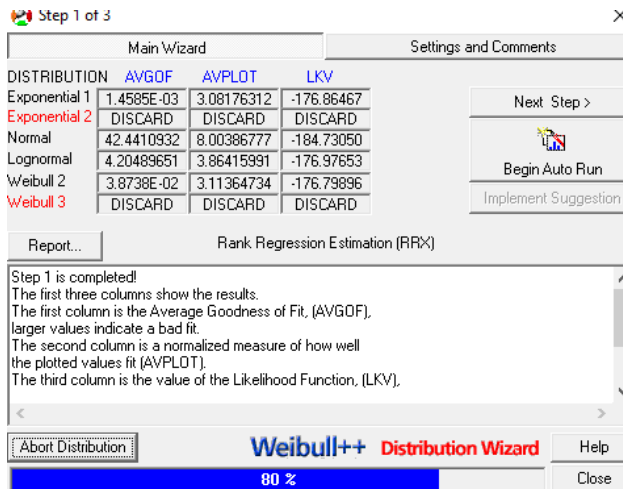 Step 1 of 3
Main Wizard Settings and Comments
DISTRIBUTION AVGOF AVPLOT LKV
Exponential 1 1.4585E-03 3.08176312 -176.86467
Exponential 2 DISCARD DISCARD DISCARD
Normal 42.4410932 8.00386777 -184.73050
Lognormal 4.20489651 3.86415991 -176.97653
Weibull 2 3.8738E-02 3.11364734 -176.79896
Weibull 3 DISCARD DISCARD DISCARD
Next Step >
Begin Auto Run
Implement Suggestion
Report... Rank Regression Estimation (RRX)
Step 1 is completed!
The first three columns show the results.
The first column is the Average Goodness of Fit, (AVGOF),
larger values indicate a bad fit.
The second column is a normalized measure of how well
the plotted values fit (AVPLOT).
The third column is the value of the Likelihood Function, (LKV),
Abort Distribution Weibull++ Distribution Wizard Help
80 % Close